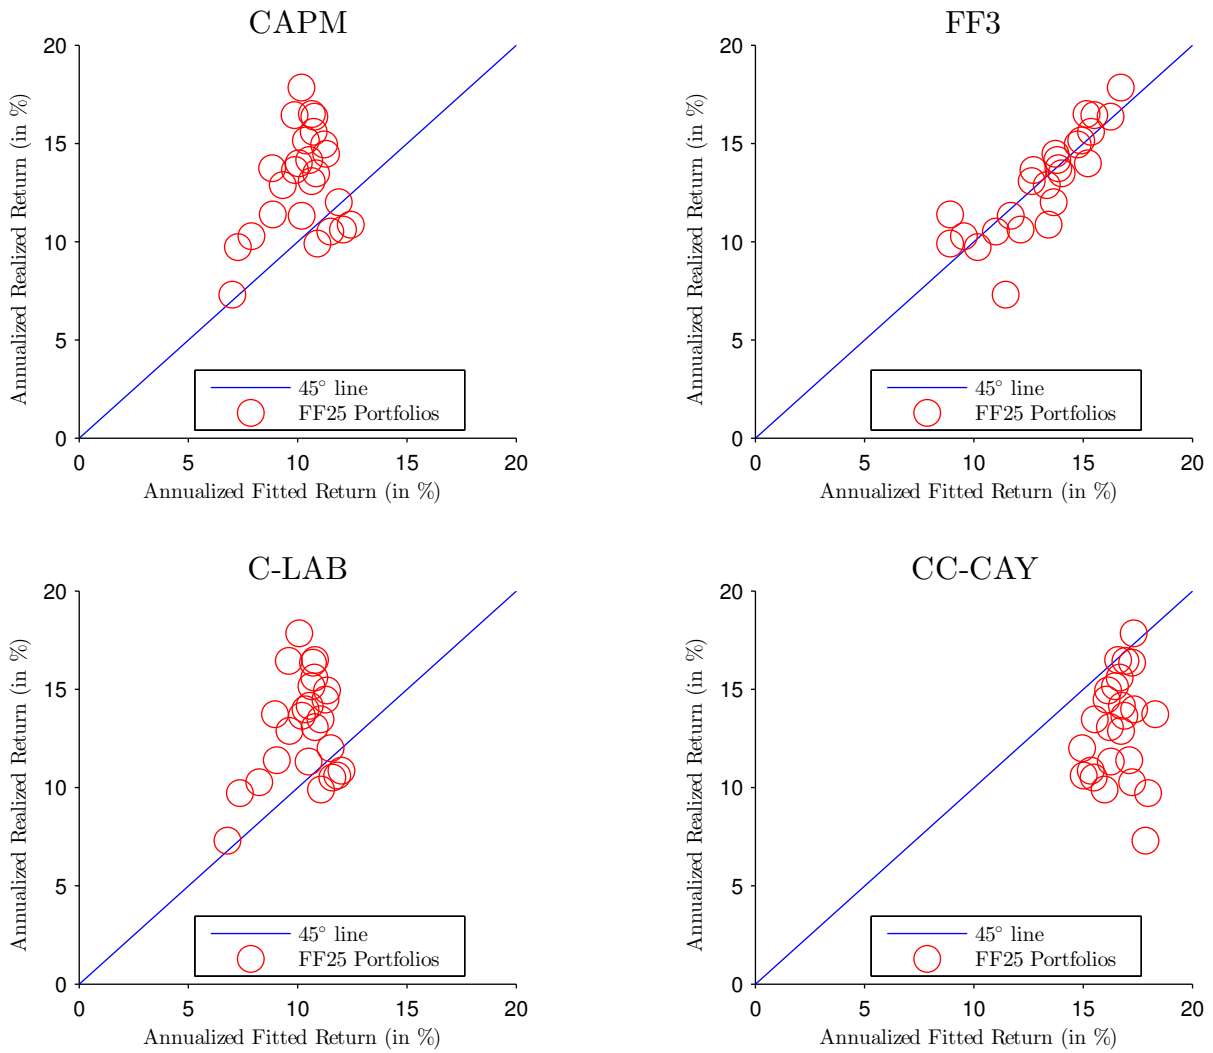 CAPM
20
15
10
5
0
0 5 10 15 20
Annualized Realized Return (in %)
Annualized Fitted Return (in %)
45° line
FF25 Portfolios
FF3
20
15
10
5
0
0 5 10 15 20
Annualized Realized Return (in %)
Annualized Fitted Return (in %)
45° line
FF25 Portfolios
C-LAB
20
15
10
5
0
0 5 10 15 20
Annualized Realized Return (in %)
Annualized Fitted Return (in %)
45° line
FF25 Portfolios
CC-CAY
20
15
10
5
0
0 5 10 15 20
Annualized Realized Return (in %)
Annualized Fitted Return (in %)
45° line
FF25 Portfolios